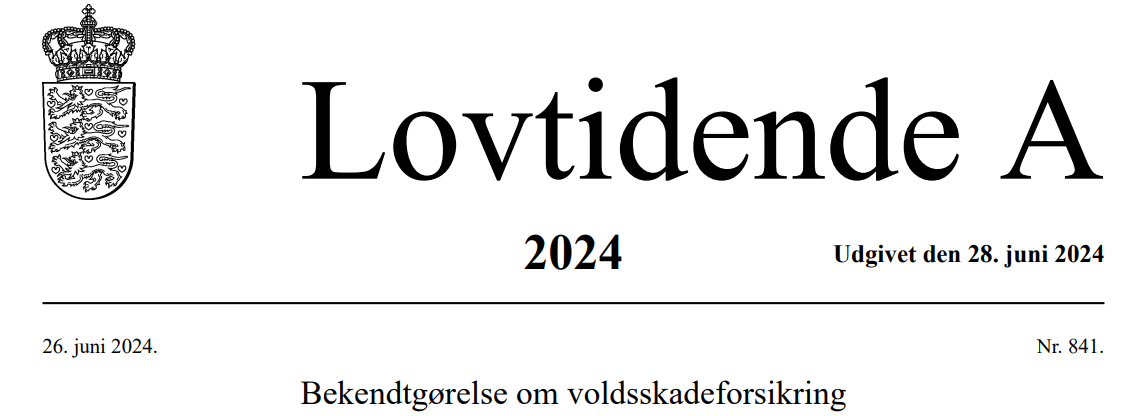 Lovtidende A
2024 Udgivet den 28. juni 2024
26. juni 2024. Nr. 841.
Bekendtgørelse om voldsskadeforsikring